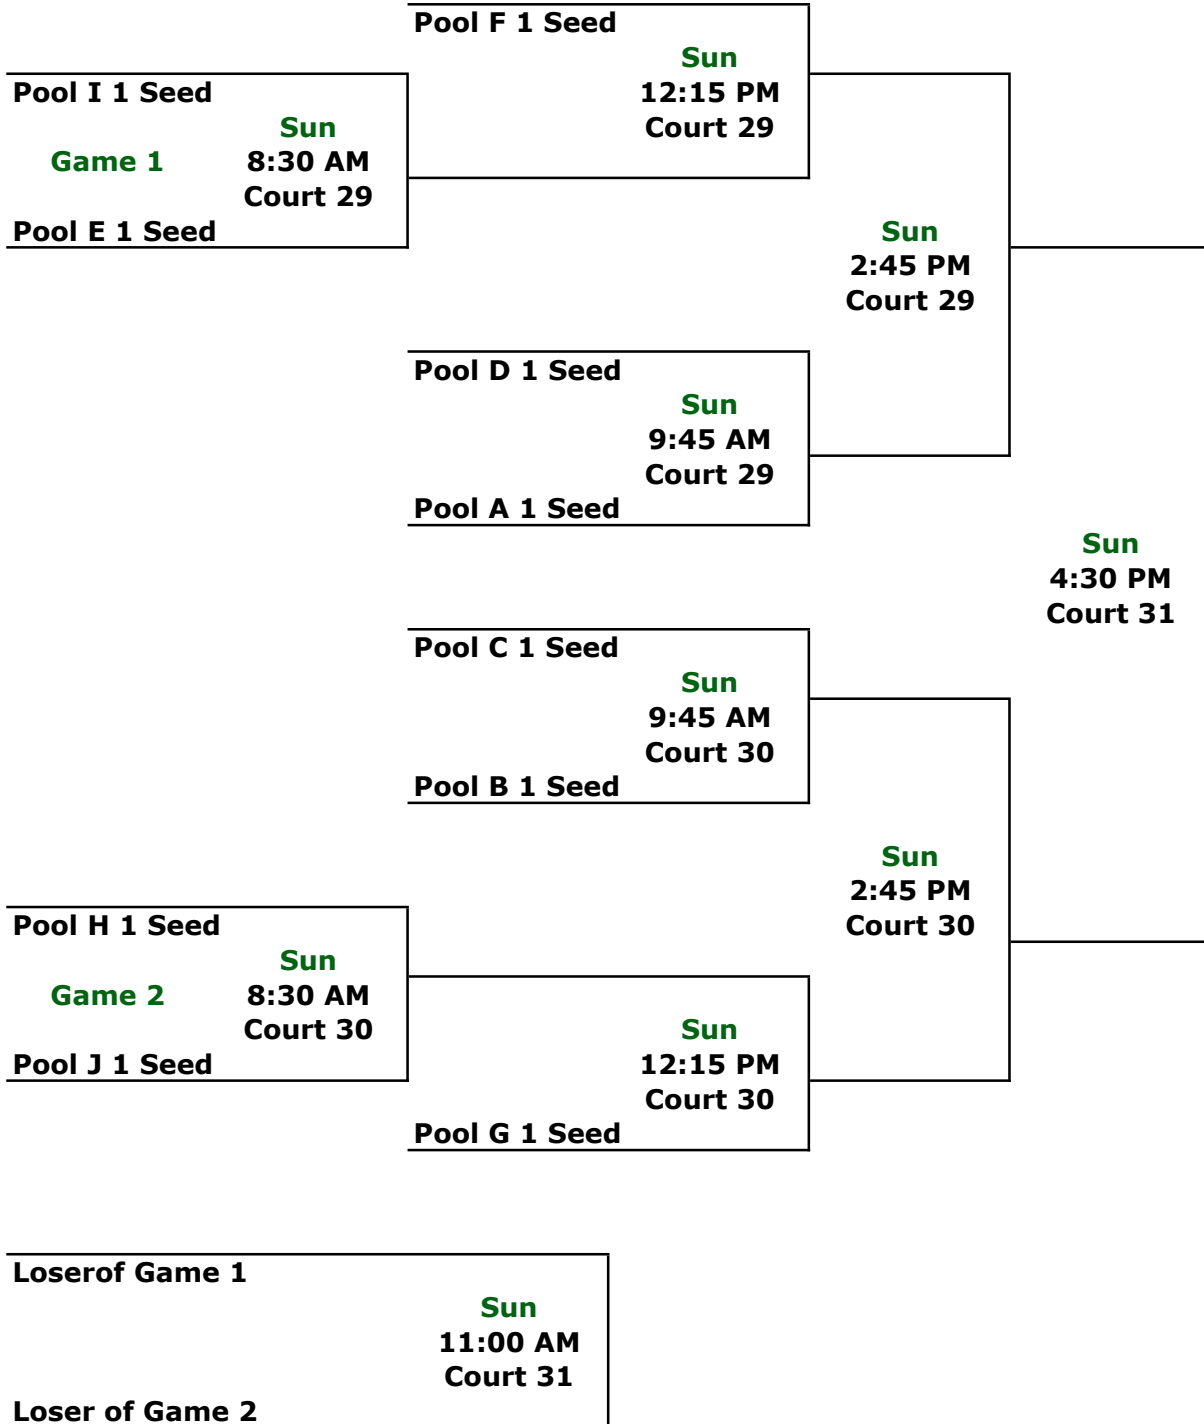 Pool F 1 Seed
Sun
12:15 PM
Court 29
Pool I 1 Seed
Sun
Game 1 8:30 AM
Court 29
Pool E 1 Seed
Sun
2:45 PM
Court 29
Pool D 1 Seed
Sun
9:45 AM
Court 29
Pool A 1 Seed
Sun
4:30 PM
Court 31
Pool C 1 Seed
Sun
9:45 AM
Court 30
Pool B 1 Seed
Sun
2:45 PM
Court 30
Pool H 1 Seed
Sun
Game 2 8:30 AM
Court 30
Pool J 1 Seed
Sun
12:15 PM
Court 30
Pool G 1 Seed
Loserof Game 1
Sun
11:00 AM
Court 31
Loser of Game 2